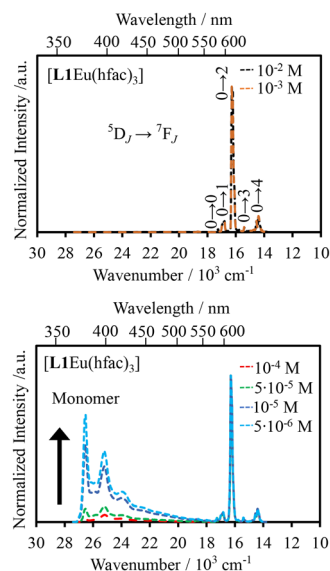 Wavelength / nm
350 400 450 500 550 600
[L1Eu(hfac)₃]
10⁻² M
10⁻³ M
⁵D_J → ⁷F_J
0→0
0→1
0→2
0→3
0→4
Normalized Intensity /a.u.
30 28 26 24 22 20 18 16 14 12 10
Wavenumber / 10³ cm⁻¹
Wavelength / nm
350 400 450 500 550 600
[L1Eu(hfac)₃]
Monomer
10⁻⁴ M
5·10⁻⁵ M
10⁻⁵ M
5·10⁻⁶ M
Normalized Intensity /a.u.
30 28 26 24 22 20 18 16 14 12 10
Wavenumber / 10³ cm⁻¹